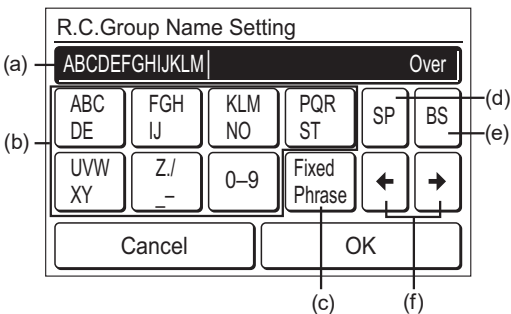 R.C.Group Name Setting
(a)
ABCDEFGHIJKLM
Over
(b)
ABC
DE
FGH
IJ
KLM
NO
PQR
ST
SP
BS
(d)
(e)
UVW
XY
Z./
_–
0–9
Fixed
Phrase
←
→
Cancel
OK
(c)
(f)